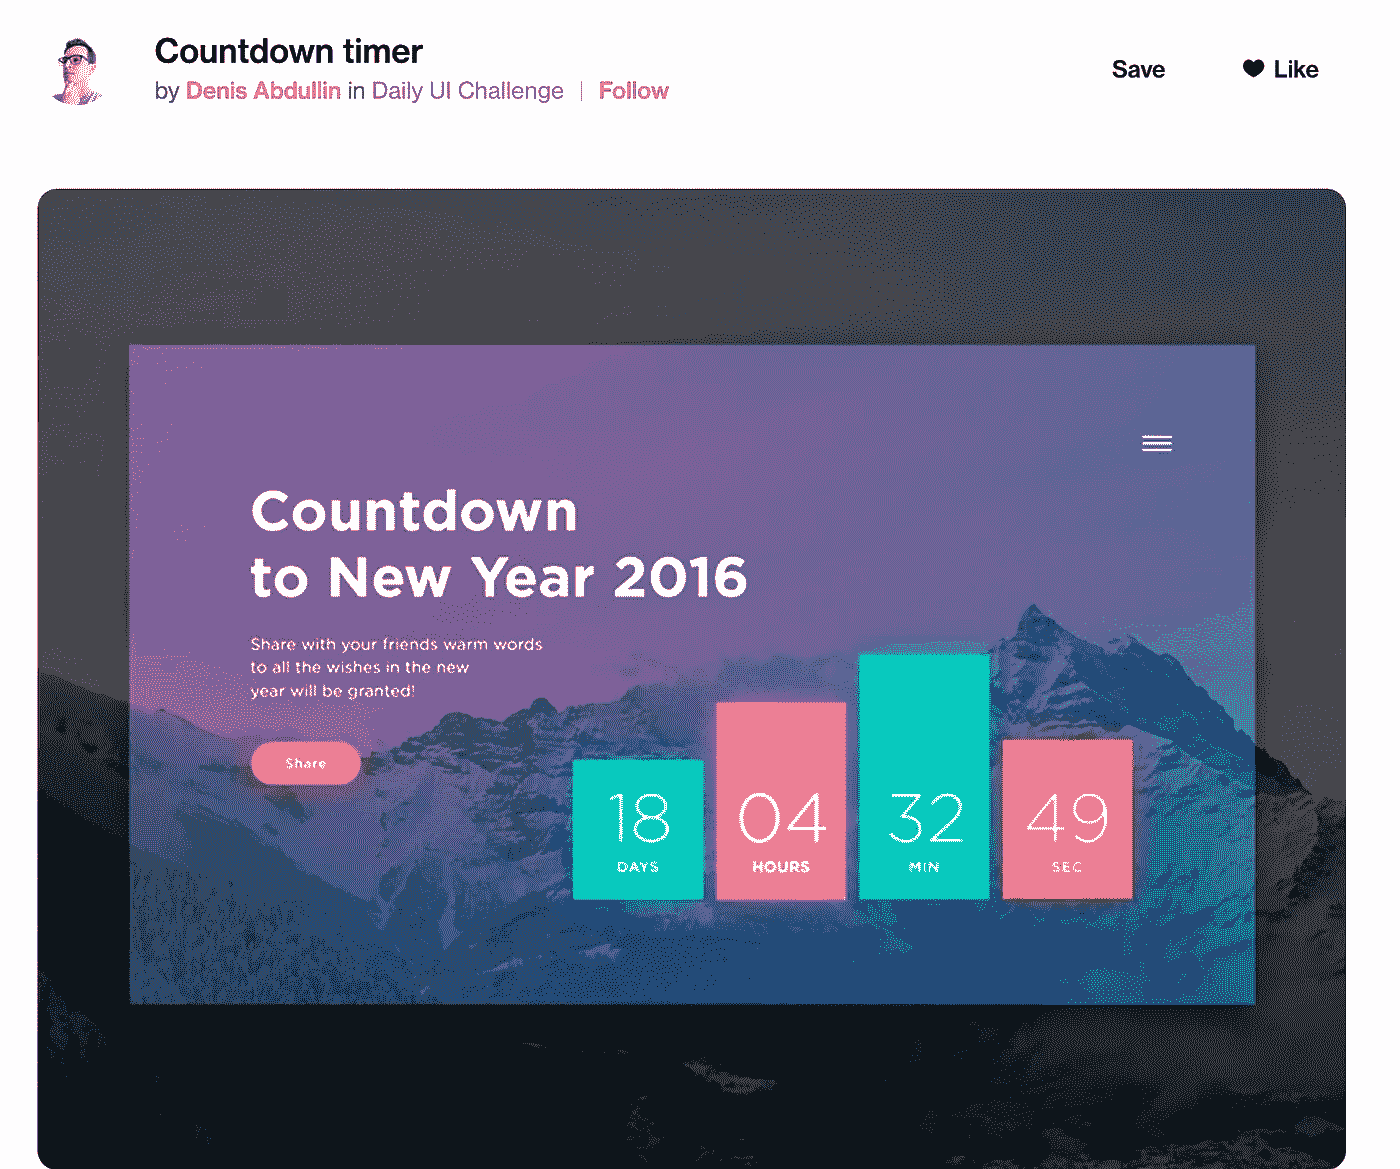 Countdown timer
by Denis Abdullin in Daily UI Challenge | Follow
Save
Like
Countdown
to New Year 2016
Share with your friends warm words
to all the wishes in the new
year will be granted!
Share
18
DAYS
04
HOURS
32
MIN
49
SEC